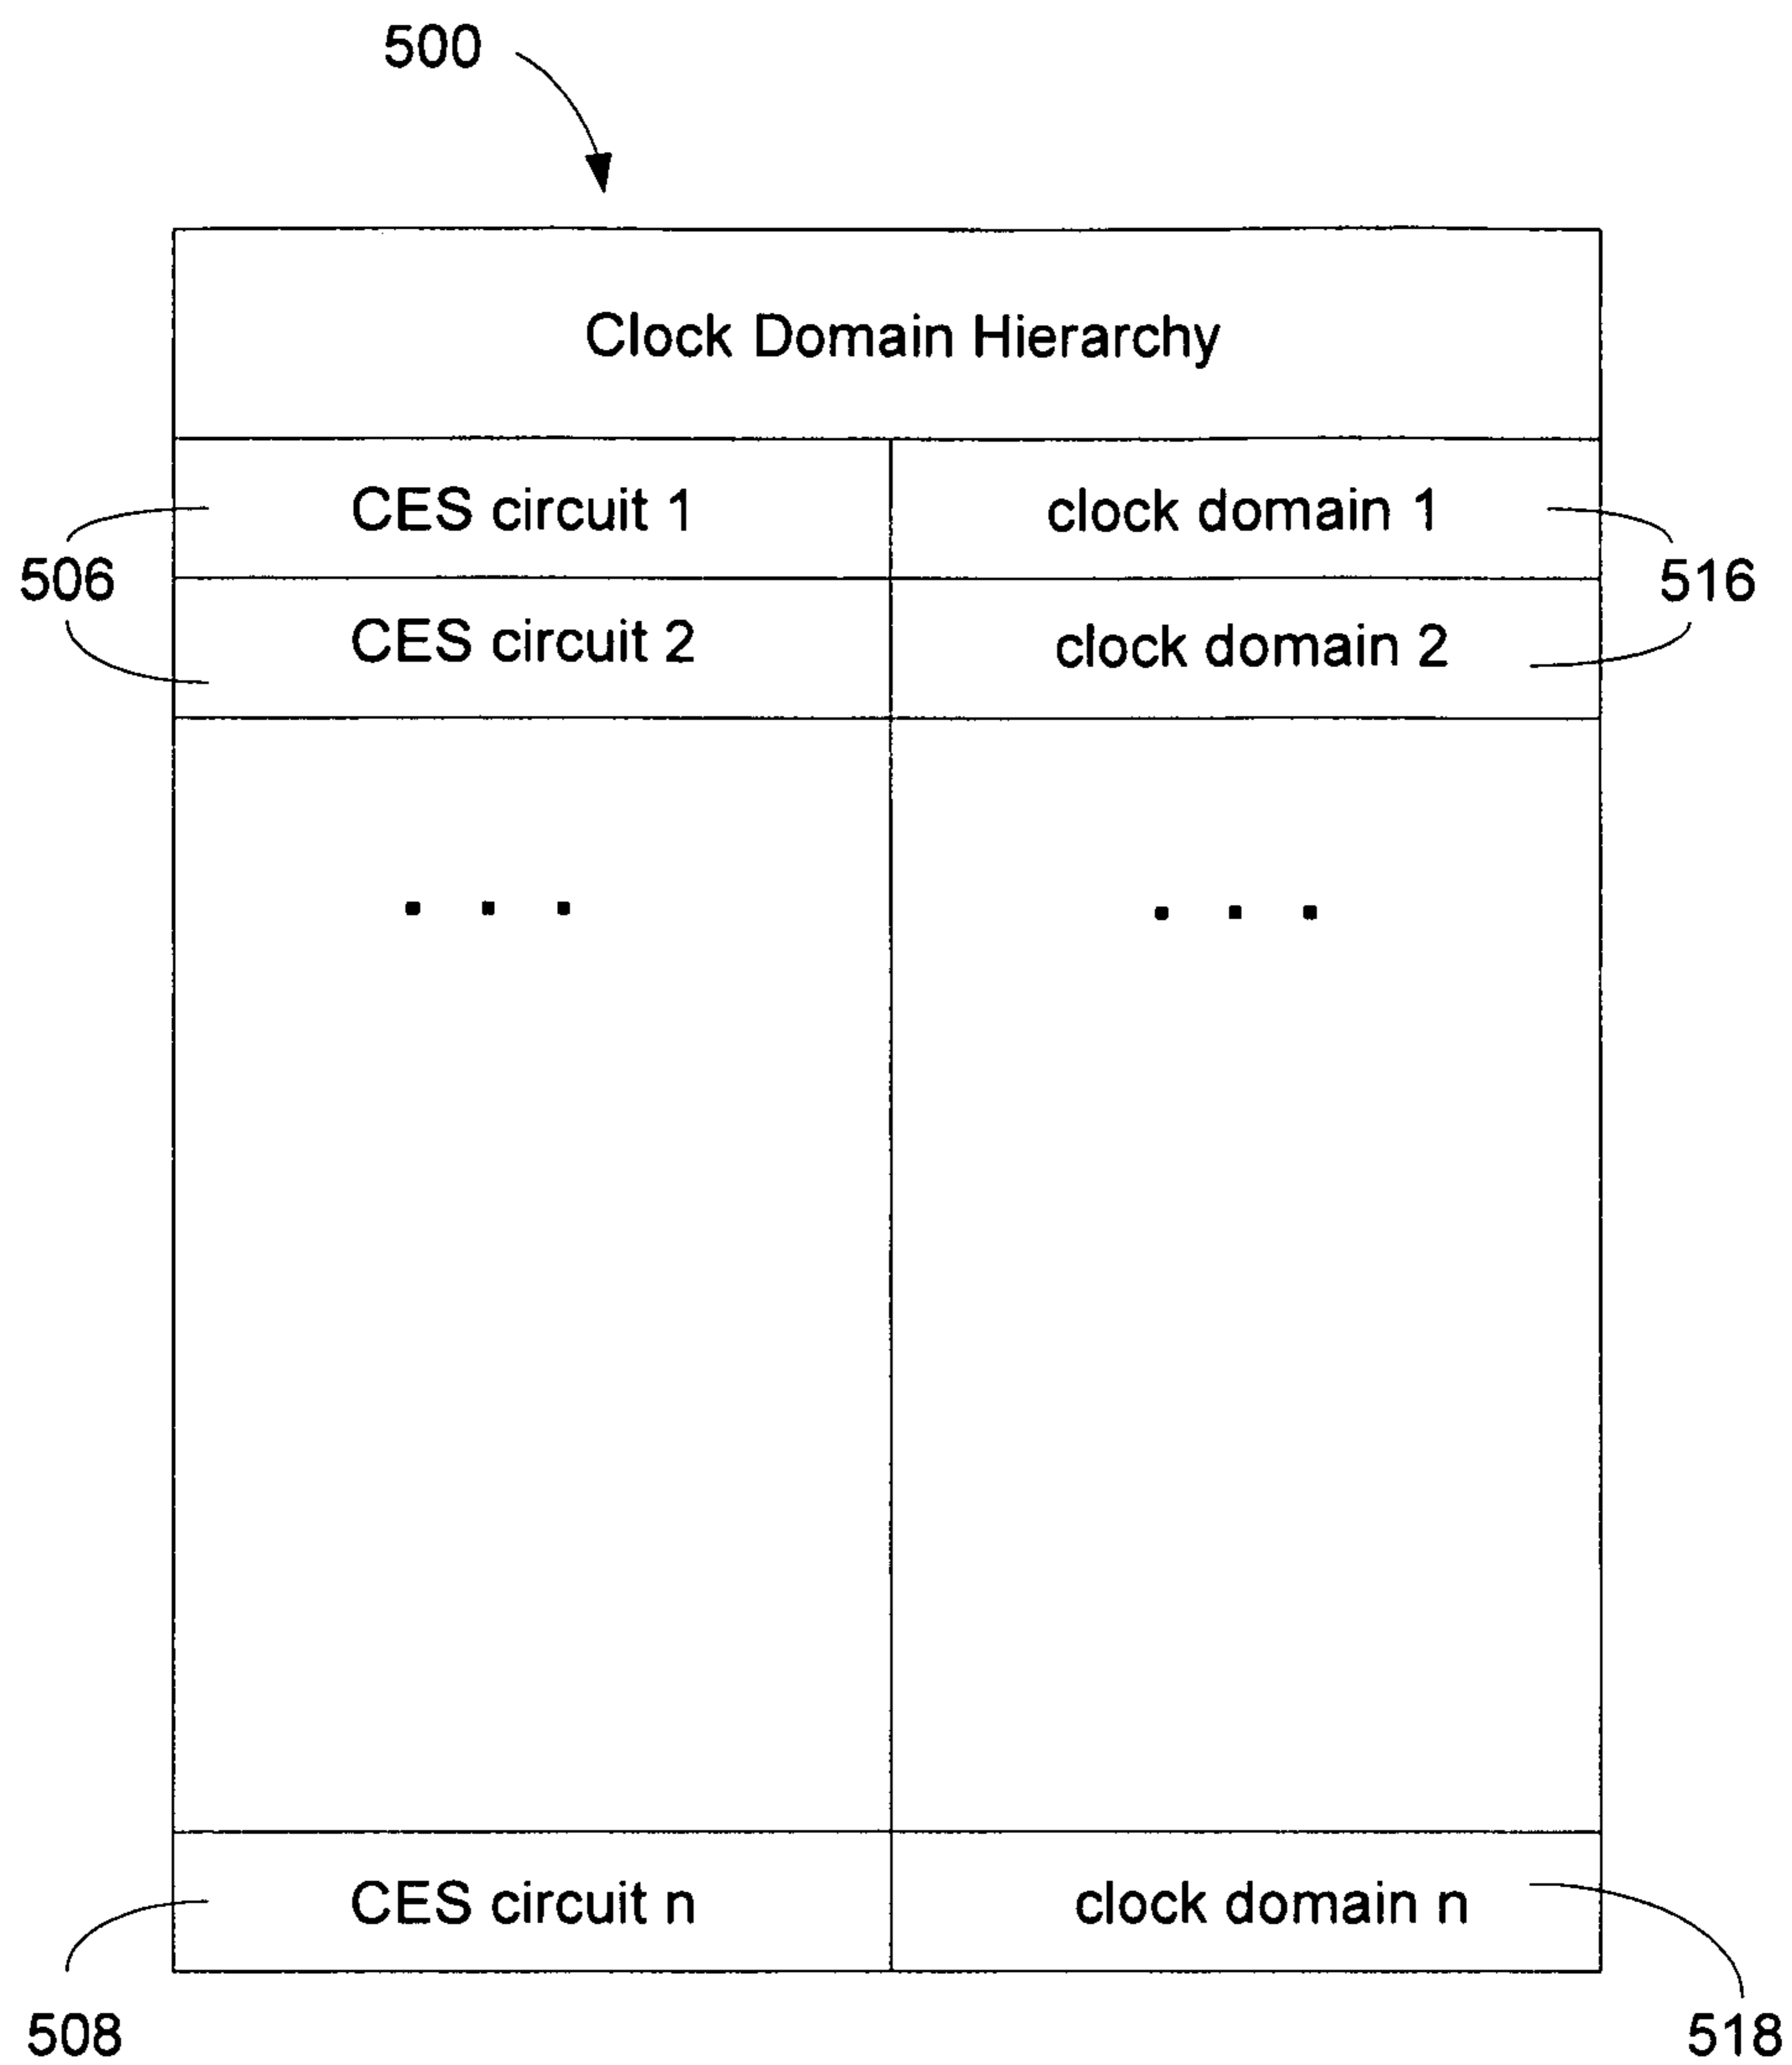 500
Clock Domain Hierarchy
CES circuit 1 clock domain 1
506 516
CES circuit 2 clock domain 2
. . . . . .
CES circuit n clock domain n
508 518